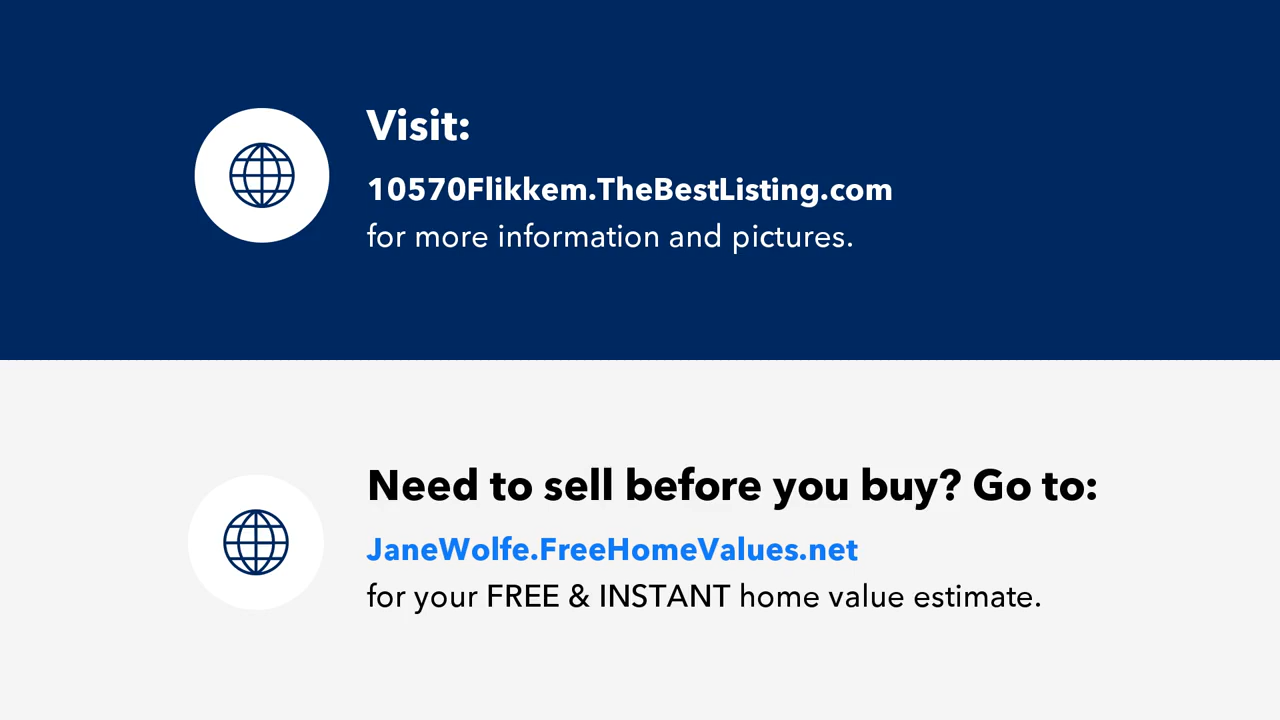 Visit:
10570Flikkem.TheBestListing.com
for more information and pictures.
Need to sell before you buy? Go to:
JaneWolfe.FreeHomeValues.net
for your FREE & INSTANT home value estimate.